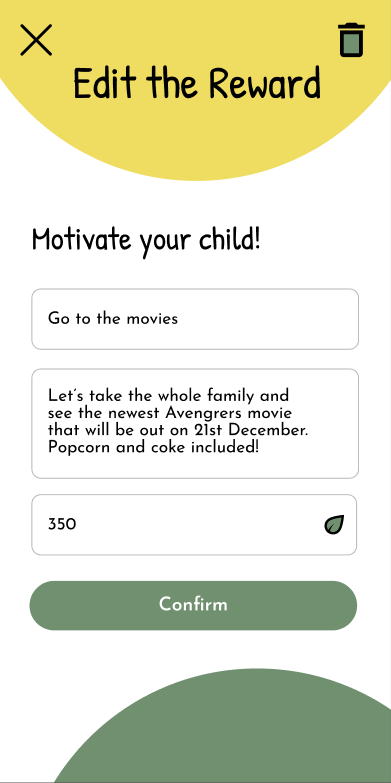 Edit the Reward
Motivate your child!
Go to the movies
Let´s take the whole family and
see the newest Avengrers movie
that will be out on 21st December.
Popcorn and coke included!
350
Confirm